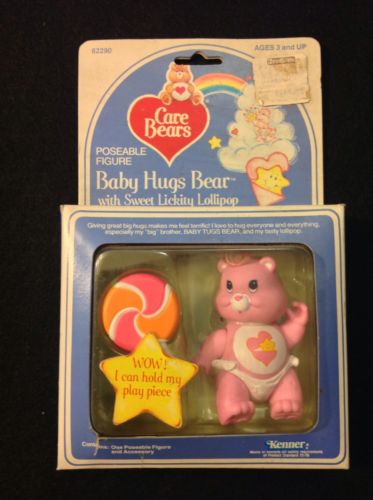 62290
AGES 3 and UP
Care
Bears
POSEABLE
FIGURE
Baby Hugs Bear™
with Sweet Lickity Lollipop
Giving great big hugs makes me feel terrific! I love to hug everyone and everything,
especially my "big" brother, BABY TUGS BEAR, and my tasty lollipop.
WOW!
I can hold my
play piece
Contains: One Poseable Figure
and Accessory
Kenner